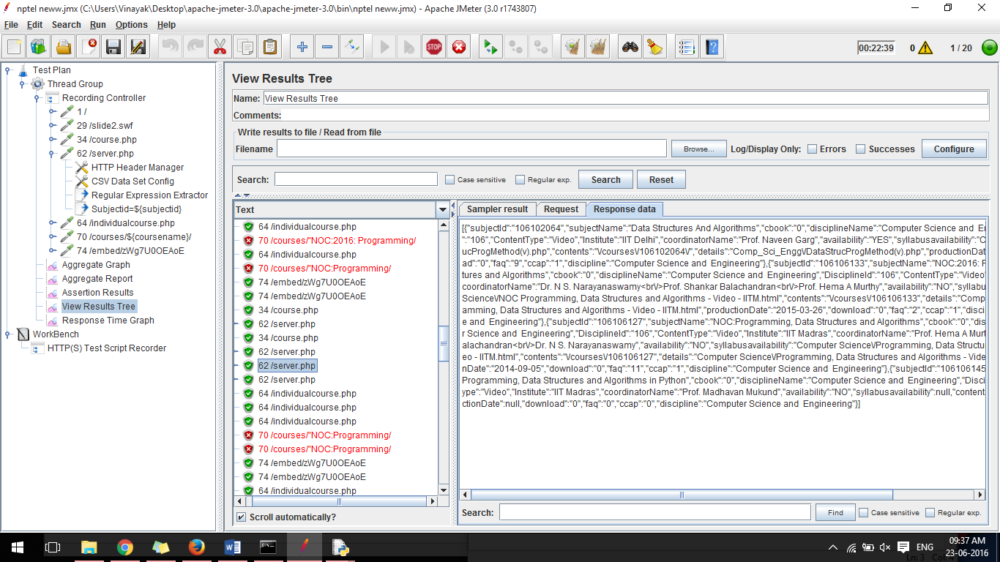 nptel neww.jmx (C:\Users\Vinayak\Desktop\apache-jmeter-3.0\apache-jmeter-3.0\bin\nptel neww.jmx) - Apache JMeter (3.0 r1743807)
File Edit Search Run Options Help
STOP
00:22:39 0 1 / 20
Test Plan
Thread Group
Recording Controller
1 /
29 /slide2.swf
34 /course.php
62 /server.php
HTTP Header Manager
CSV Data Set Config
Regular Expression Extractor
Subjectid=${subjectid}
64 /individualcourse.php
70 /courses/${coursename}/
74 /embed/zWg7U0OEAoE
Aggregate Graph
Aggregate Report
Assertion Results
View Results Tree
Response Time Graph
WorkBench
HTTP(S) Test Script Recorder
View Results Tree
Name: View Results Tree
Comments:
Write results to file / Read from file
Filename Browse... Log/Display Only: Errors Successes Configure
Search: Case sensitive Regular exp. Search Reset
Text
64 /individualcourse.php
70 /courses/"NOC:2016: Programming/
64 /individualcourse.php
70 /courses/"NOC:Programming/
74 /embed/zWg7U0OEAoE
74 /embed/zWg7U0OEAoE
34 /course.php
62 /server.php
34 /course.php
62 /server.php
62 /server.php
62 /server.php
64 /individualcourse.php
64 /individualcourse.php
64 /individualcourse.php
70 /courses/"NOC:Programming/
70 /courses/"NOC:Programming/
74 /embed/zWg7U0OEAoE
74 /embed/zWg7U0OEAoE
64 /individualcourse.php
Scroll automatically?
Sampler result Request Response data
[{"subjectId":"106102064","subjectName":"Data Structures And Algorithms","cbook":"0","disciplineName":"Computer Science and En
":"106","ContentType":"Video","Institute":"IIT Delhi","coordinatorName":"Prof. Naveen Garg","availability":"YES","syllabusavailability":"C
ucProgMethod(v).php","contents":"\/courses\/106102064\/","details":"Comp_Sci_Engg\/DataStrucProgMethod(v).php","productionDat
ad":"0","faq":"9","ccap":"1","discipline":"Computer Science and Engineering"},{"subjectId":"106106133","subjectName":"NOC:2016: F
tures and Algorithms","cbook":"0","disciplineName":"Computer Science and Engineering","DisciplineId":"106","ContentType":"Video'
coordinatorName":"Dr. N S. Narayanaswamy<br\/>Prof. Shankar Balachandran<br\/>Prof. Hema A Murthy","availability":"NO","syllabu
Science\/NOC Programming, Data Structures and Algorithms - Video - IITM.html","contents":"\/courses\/106106133","details":"Comp
amming, Data Structures and Algorithms - Video - IITM.html","productionDate":"2015-03-26","download":"0","faq":"2","ccap":"1","disci
e and Engineering"},{"subjectId":"106106127","subjectName":"NOC:Programming, Data Structures and Algorithms","cbook":"0","dis
r Science and Engineering","DisciplineId":"106","ContentType":"Video","Institute":"IIT Madras","coordinatorName":"Prof. Hema A Mur
alachandran<br\/>Dr. N S. Narayanaswamy","availability":"NO","syllabusavailability":"Computer Science\/Programming, Data Structu
eo - IITM.html","contents":"\/courses\/106106127","details":"Computer Science\/Programming, Data Structures and Algorithms - Vide
nDate":"2014-09-05","download":"0","faq":"11","ccap":"1","discipline":"Computer Science and Engineering"},{"subjectId":"106106145
Programming, Data Structures and Algorithms in Python","cbook":"0","disciplineName":"Computer Science and Engineering","Disci
ype":"Video","Institute":"IIT Madras","coordinatorName":"Prof. Madhavan Mukund","availability":"NO","syllabusavailability":null,"content
ctionDate":null,"download":"0","faq":"0","ccap":"0","discipline":"Computer Science and Engineering"}]
Search: Find Case sensitive Regular exp.
ENG
09:37 AM
23-06-2016